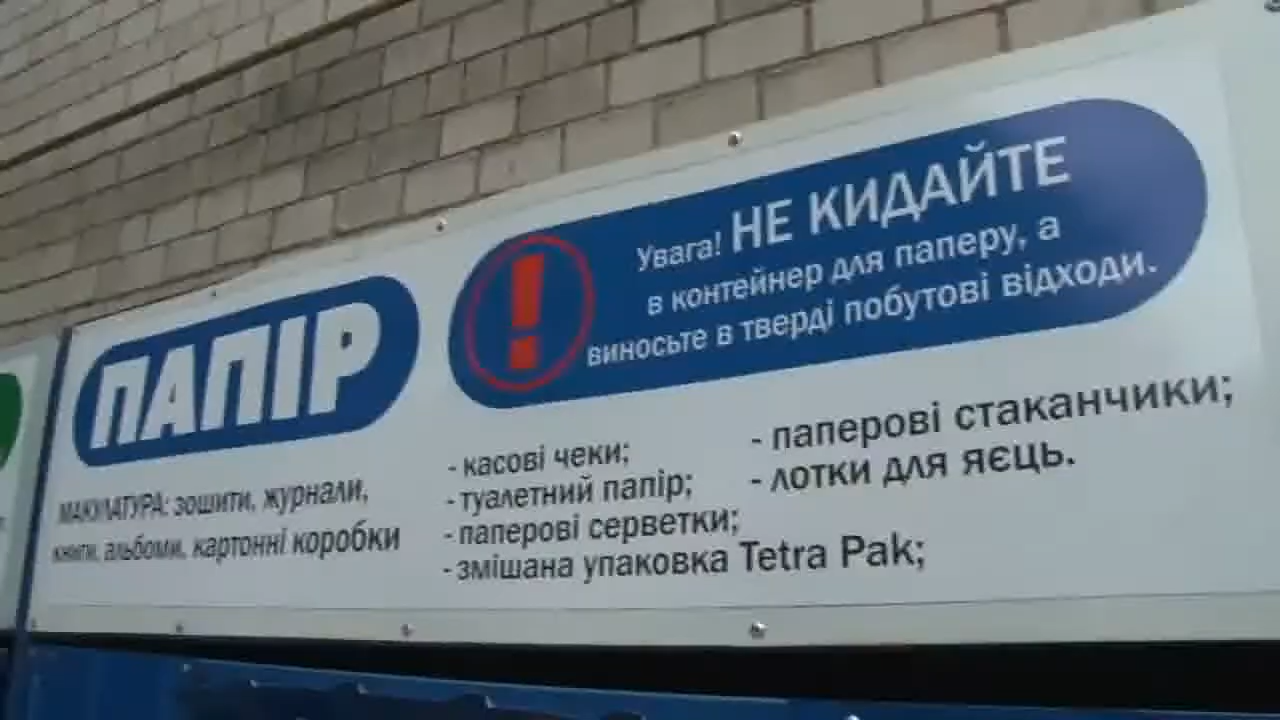 ПАПІР
МАКУЛАТУРА: зошити, журнали,
книги, альбоми, картонні коробки
Увага! НЕ КИДАЙТЕ
в контейнер для паперу, а
виносьте в тверді побутові відходи.
- касові чеки;
- туалетний папір;
- паперові серветки;
- змішана упаковка Tetra Pak;
- паперові стаканчики;
- лотки для яєць.